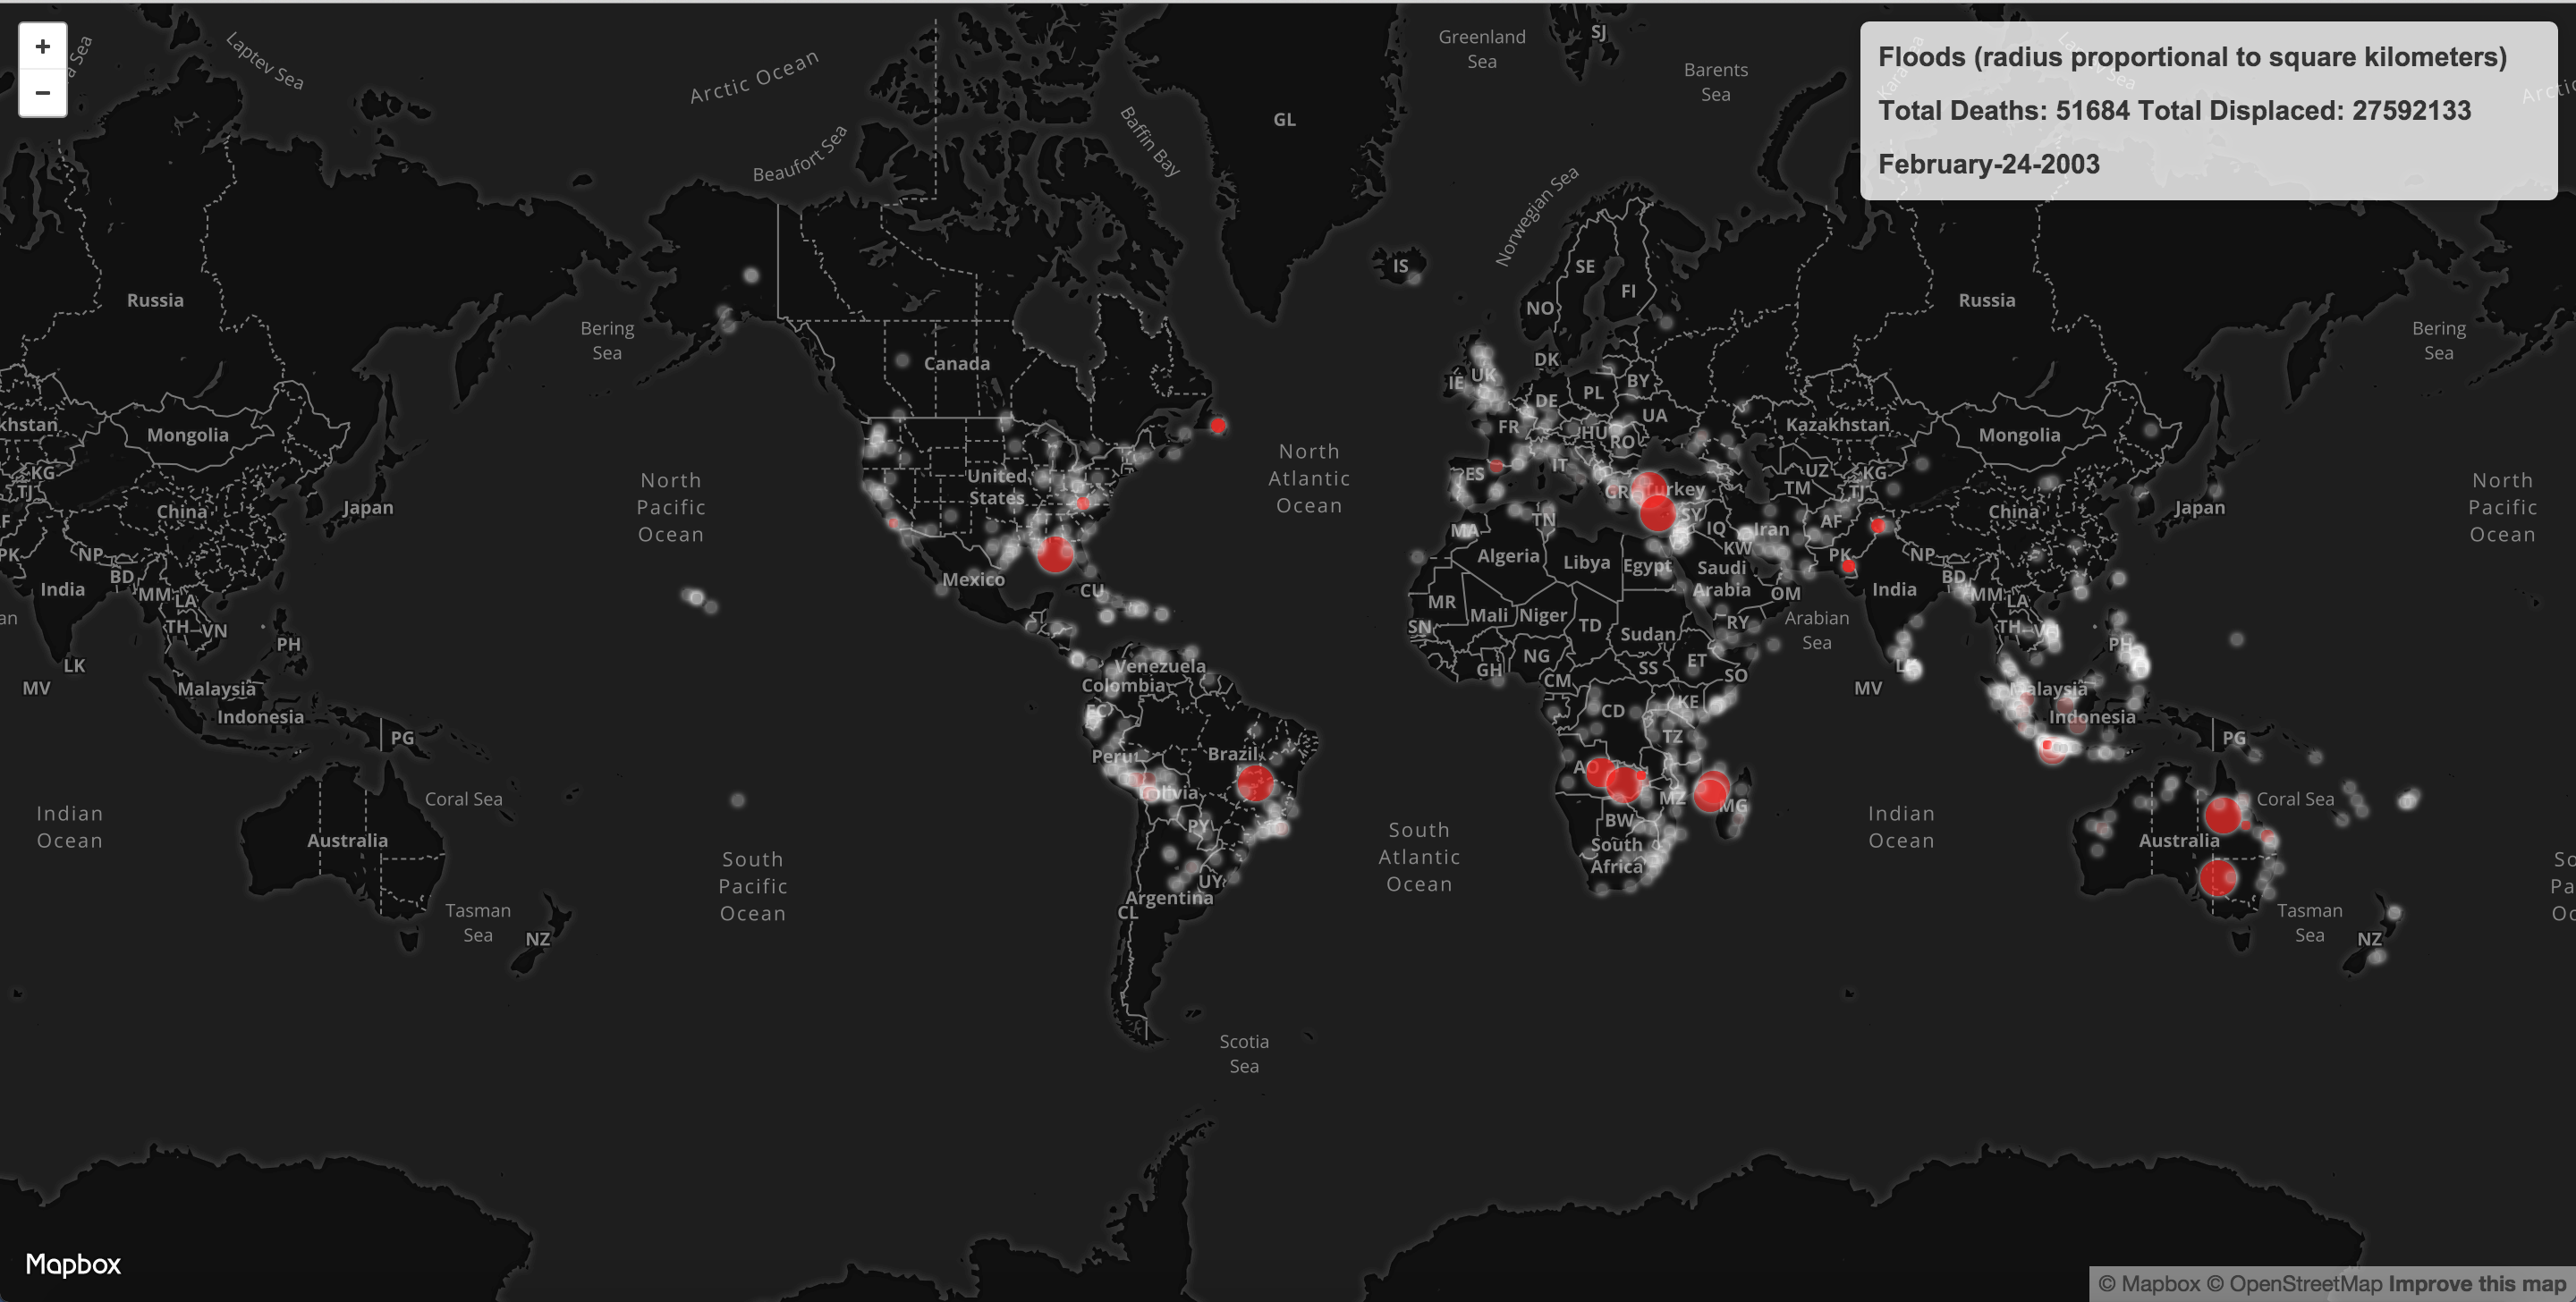 +
−
Floods (radius proportional to square kilometers)
Total Deaths: 51684 Total Displaced: 27592133
February-24-2003
Laptev Sea
Arctic Ocean
Beaufort Sea
Baffin Bay
GL
Greenland
Sea
SJ
Barents
Sea
Norwegian Sea
IS
SE
FI
NO
Russia
Bering
Sea
Canada
DK
IE
UK
BY
PL
DE
UA
FR
HU
RO
Russia
Bering
Sea
khstan
Mongolia
KG
TJ
Japan
China
F
PK
NP
India
BD
MM
LA
TH
VN
an
PH
LK
MV
Malaysia
Indonesia
PG
North
Pacific
Ocean
United
States
Mexico
CU
North
Atlantic
Ocean
ES
IT
GR
Turkey
SY
IQ
Iran
KW
MA
TN
Algeria
Libya
Egypt
Saudi
Arabia
OM
MR
Mali
Niger
TD
Sudan
RY
SN
GH
NG
CM
SS
ET
SO
CD
KE
TZ
AO
MZ
MG
BW
South
Africa
Kazakhstan
Mongolia
UZ
KG
TM
TJ
AF
PK
NP
BD
India
MM
LA
TH
Arabian
Sea
MV
China
Japan
PH
Malaysia
Indonesia
PG
North
Pacific
Ocean
Venezuela
Colombia
EC
Peru
Brazil
Bolivia
PY
UY
Argentina
CL
Indian
Ocean
Australia
Coral Sea
Tasman
Sea
NZ
South
Pacific
Ocean
South
Atlantic
Ocean
Indian
Ocean
Australia
Coral Sea
Tasman
Sea
NZ
Scotia
Sea
Mapbox
© Mapbox © OpenStreetMap Improve this map